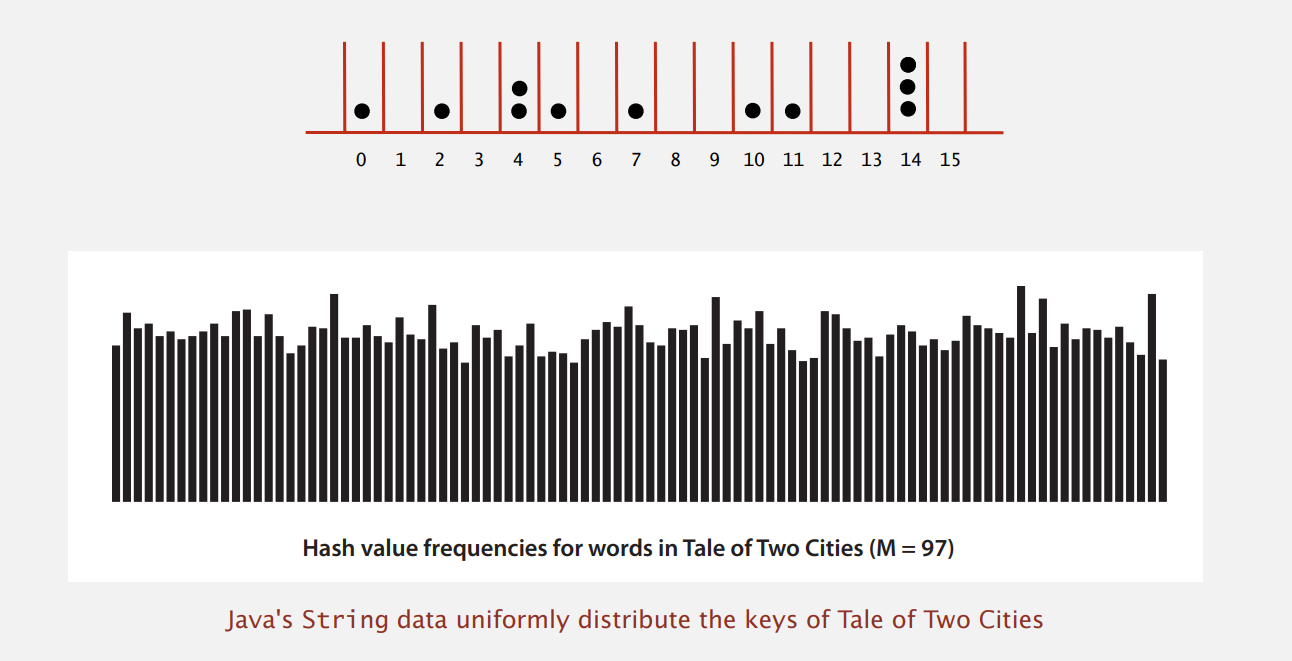 0 1 2 3 4 5 6 7 8 9 10 11 12 13 14 15
Hash value frequencies for words in Tale of Two Cities (M = 97)
Java's String data uniformly distribute the keys of Tale of Two Cities